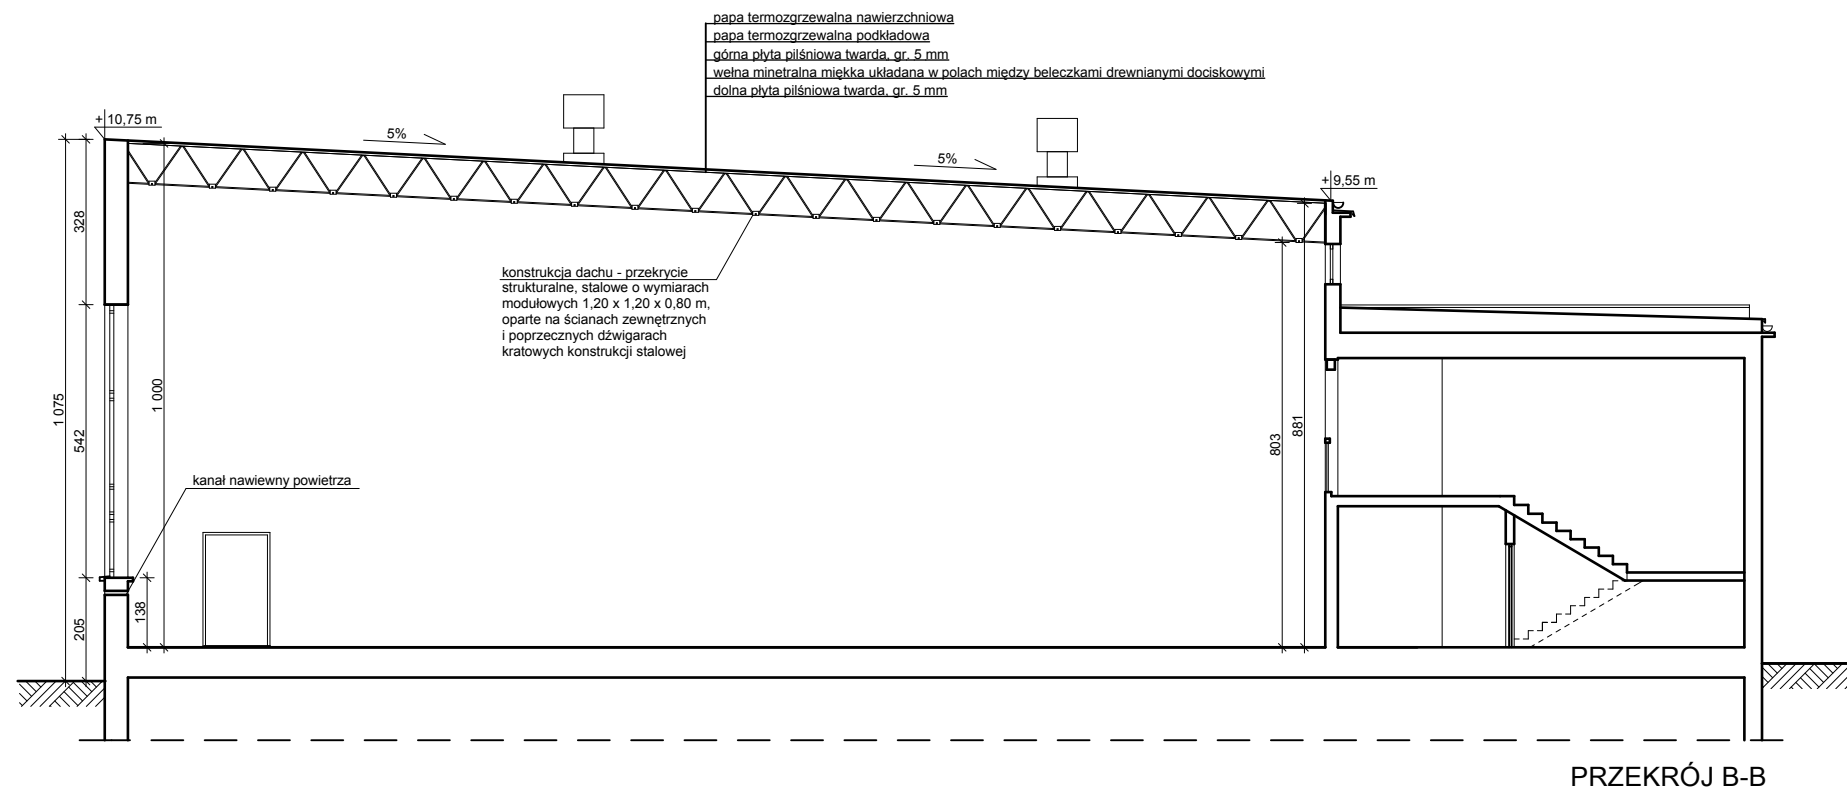 papa termozgrzewalna nawierzchniowa
papa termozgrzewalna podkładowa
górna płyta pilśniowa twarda, gr. 5 mm
wełna minetralna miękka układana w polach między beleczkami drewnianymi dociskowymi
dolna płyta pilśniowa twarda, gr. 5 mm
+ 10,75 m
5%
5%
+ 9,55 m
328
konstrukcja dachu - przekrycie
strukturalne, stalowe o wymiarach
modułowych 1,20 x 1,20 x 0,80 m,
oparte na ścianach zewnętrznych
i poprzecznych dźwigarach
kratowych konstrukcji stalowej
1 075
542
1 000
803
881
kanał nawiewny powietrza
205
138
PRZEKRÓJ B-B